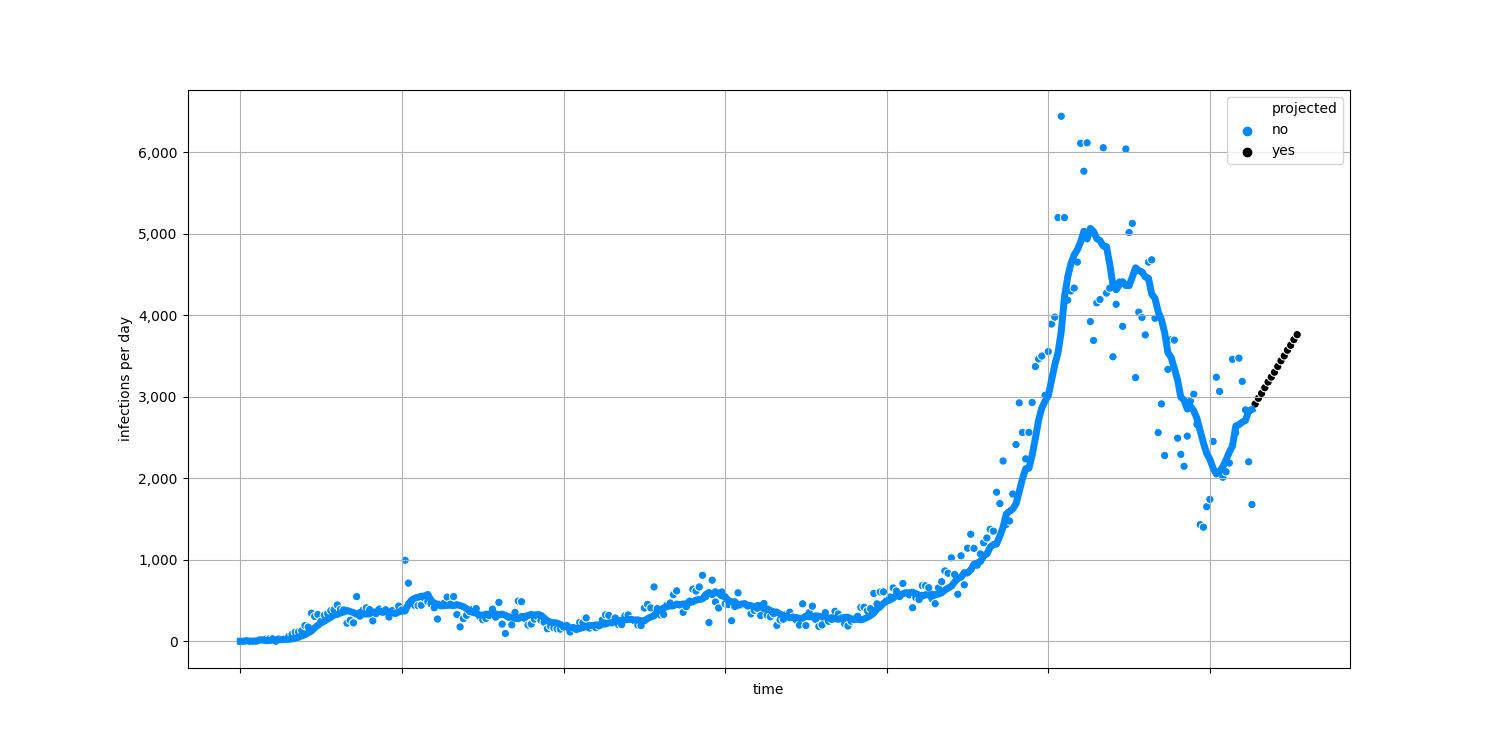 projected
no
yes
6,000
5,000
4,000
3,000
2,000
1,000
0
infections per day
time